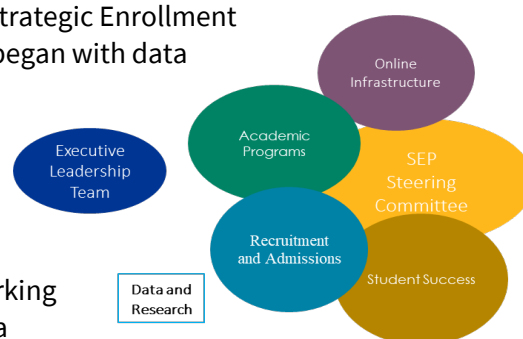 trategic Enrollment
began with data
Online
Infrastructure
Academic
Programs
Executive
Leadership
Team
SEP
Steering
Committee
Recruitment
and Admissions
Student Success
rking
a
Data and
Research